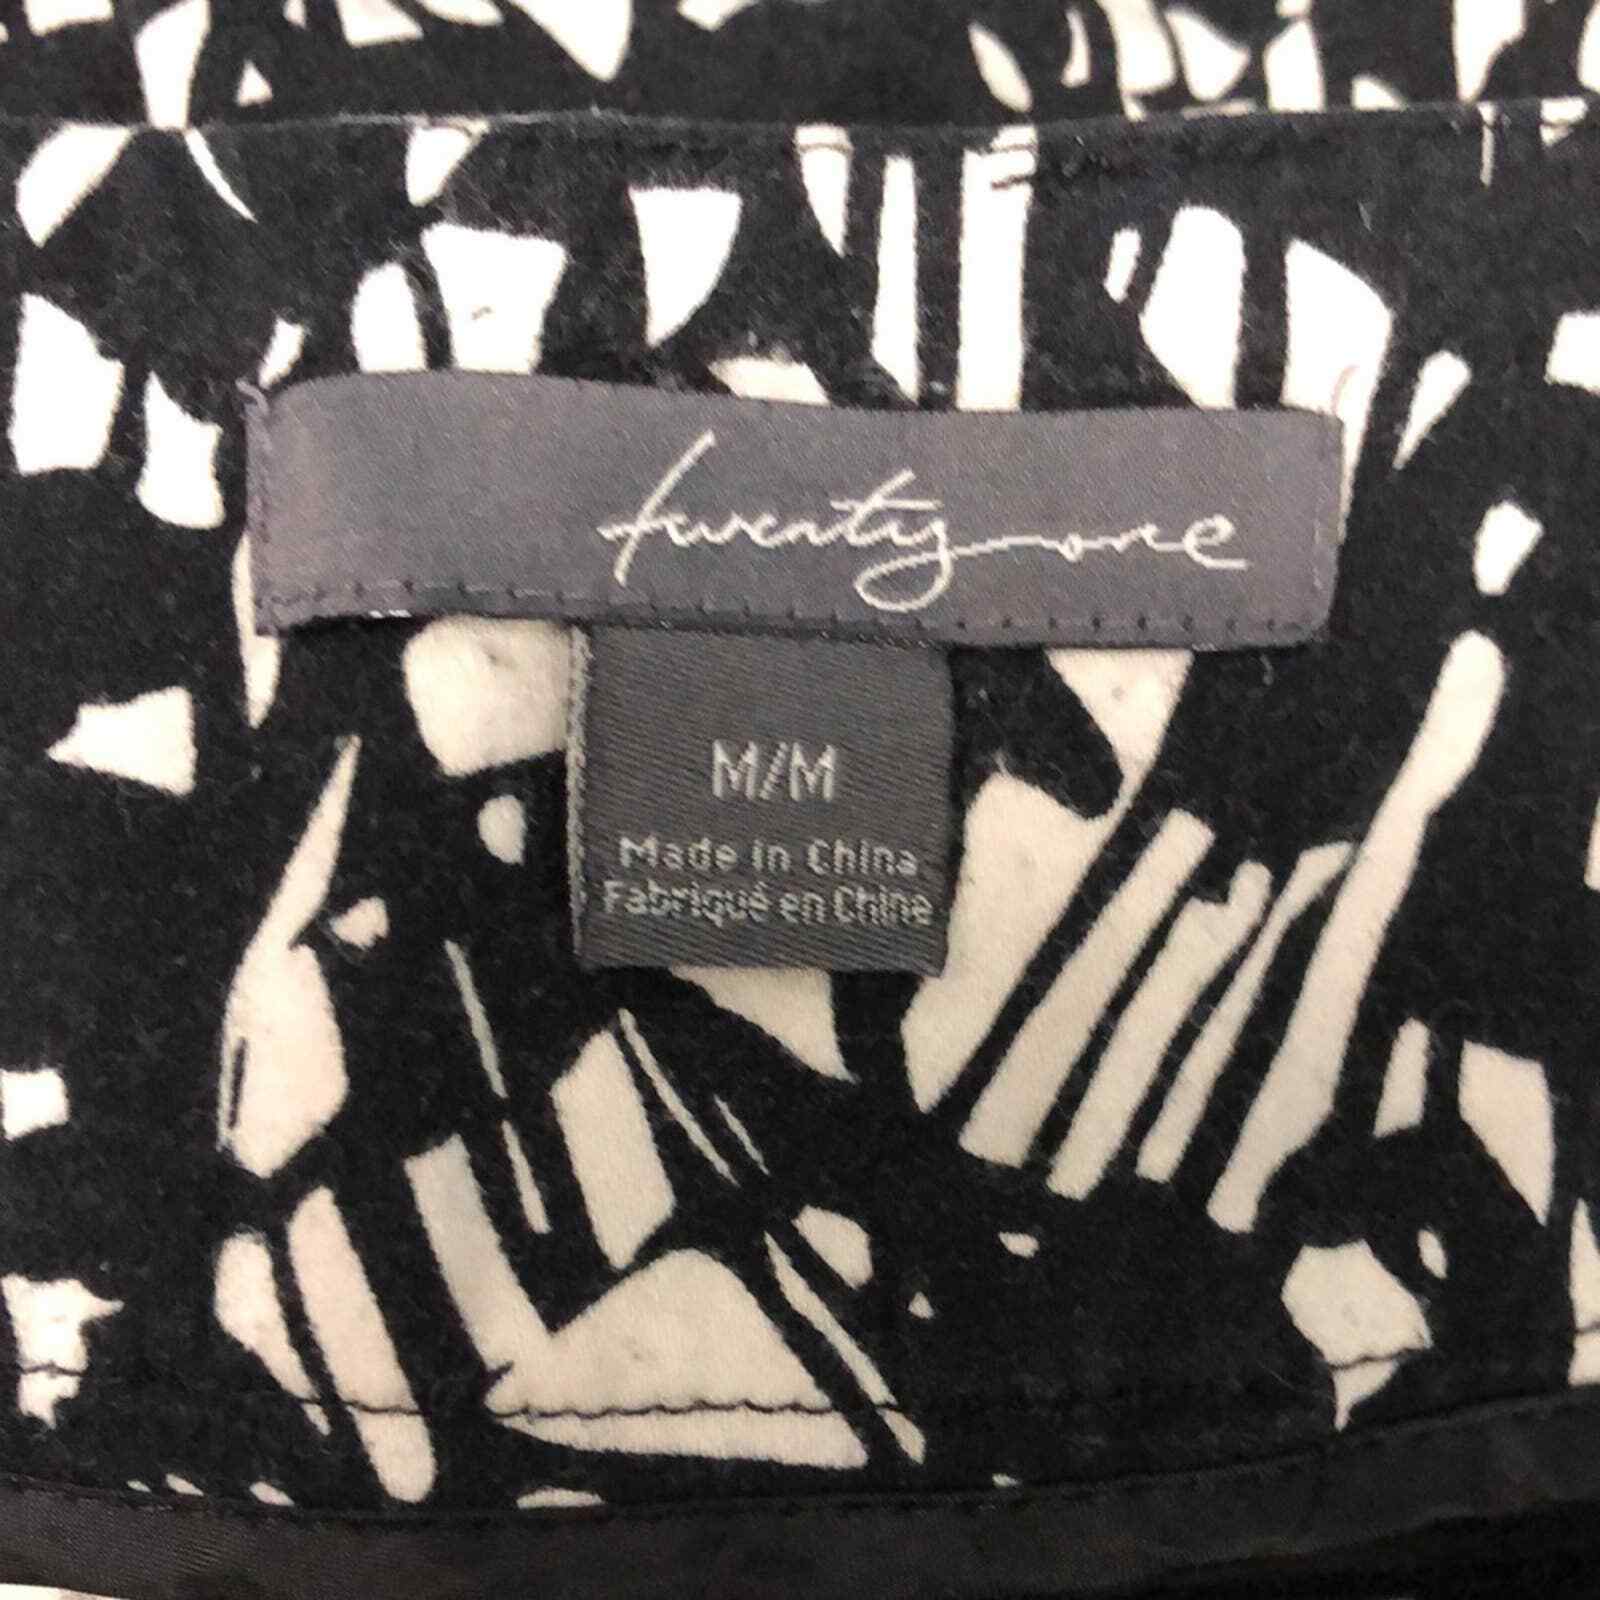 twenty one
M/M
Made in China
Fabriqué en Chine